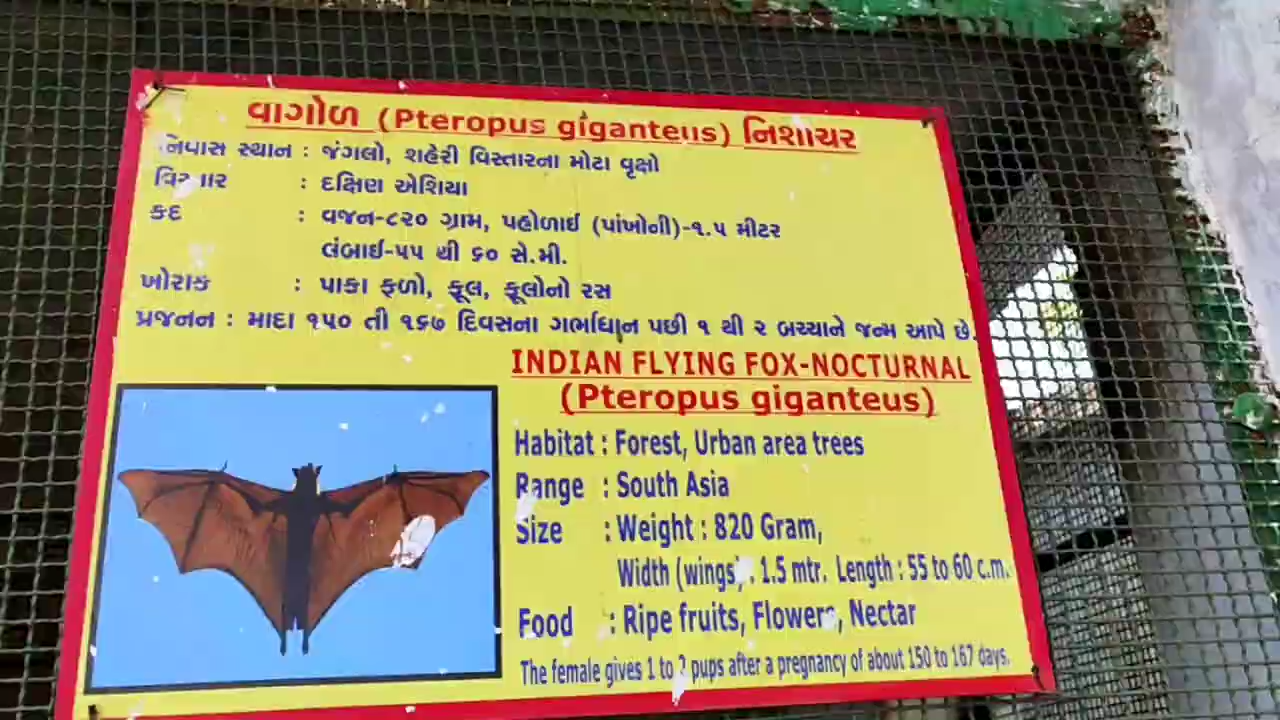 વાગોળ (Pteropus giganteus) નિશાચર
નિવાસ સ્થાન : જંગલો, શહેરી વિસ્તારના મોટા વૃક્ષો
વિસ્તાર : દક્ષિણ એશિયા
કદ : વજન-૮૨૦ ગ્રામ, પહોળાઈ (પાંખોની)-૧.૫ મીટર
લંબાઈ-૫૫ થી ૬૦ સે.મી.
ખોરાક : પાકા ફળો, ફૂલ, ફૂલોનો રસ
પ્રજનન : માદા ૧૫૦ તી ૧૬૭ દિવસના ગર્ભાધાન પછી ૧ થી ૨ બચ્ચાને જન્મ આપે છે.
INDIAN FLYING FOX-NOCTURNAL
(Pteropus giganteus)
Habitat : Forest, Urban area trees
Range : South Asia
Size : Weight : 820 Gram,
Width (wings) : 1.5 mtr. Length : 55 to 60 c.m.
Food : Ripe fruits, Flowers, Nectar
The female gives 1 to 2 pups after a pregnancy of about 150 to 167 days.